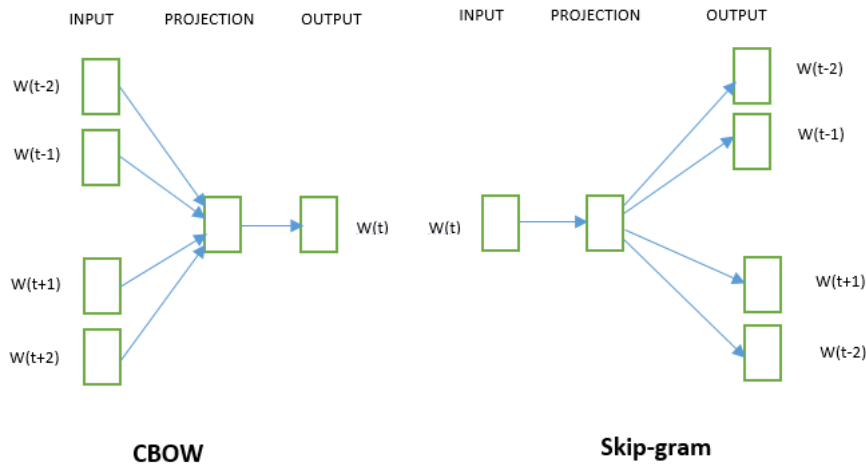 INPUT PROJECTION OUTPUT
W(t-2)
W(t-1)
W(t)
W(t+1)
W(t+2)
CBOW
INPUT PROJECTION OUTPUT
W(t-2)
W(t-1)
W(t)
W(t+1)
W(t-2)
Skip-gram